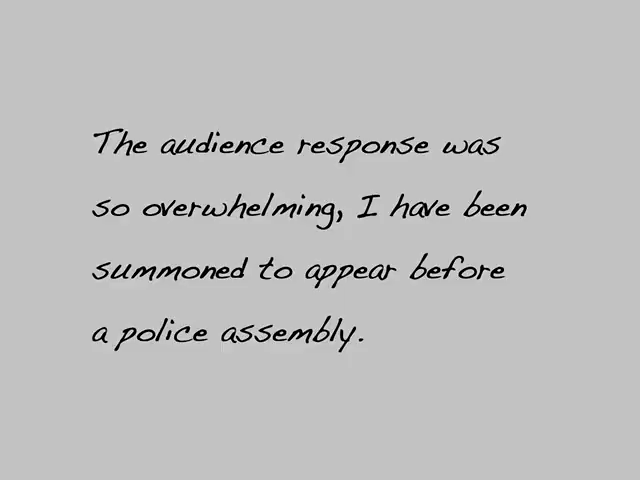 The audience response was
so overwhelming, I have been
summoned to appear before
a police assembly.